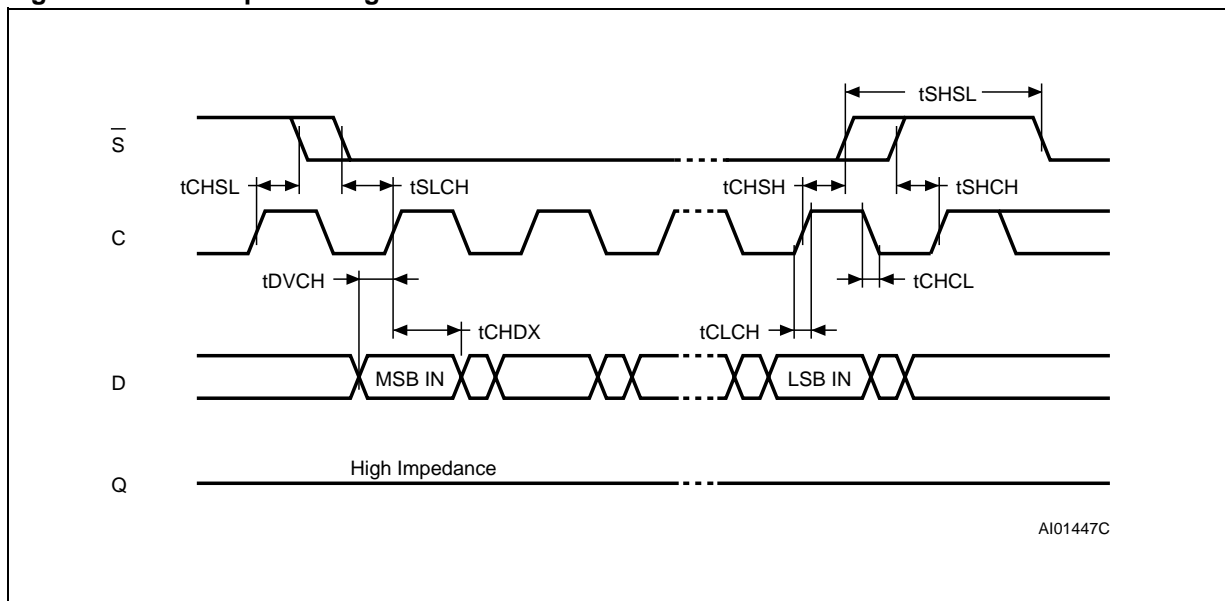 tSHSL
S̅
tCHSL
tSLCH
tCHSH
tSHCH
C
tDVCH
tCHCL
tCHDX
tCLCH
D
MSB IN
LSB IN
High Impedance
Q
AI01447C